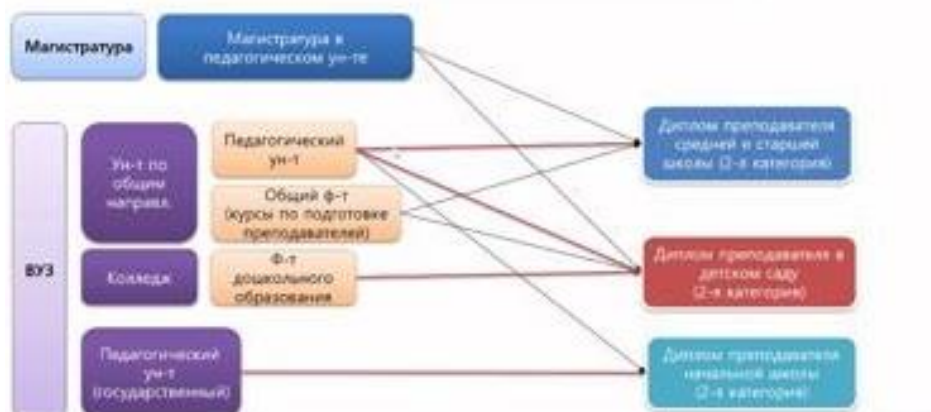 Магистратура
Магистратура в
педагогическом ун-те
ВУЗ
Ун-т по
общим
направл.
Педагогический
ун-т
Общий ф-т
(курсы по подготовке
преподавателей)
Колледж
Ф-т
дошкольного
образования
Педагогический
ун-т
(государственный)
Диплом преподавателя
средней и старшей
школы (2-я категория)
Диплом преподавателя в
детском саду
(2-я категория)
Диплом преподавателя
начальной школы
(2-я категория)